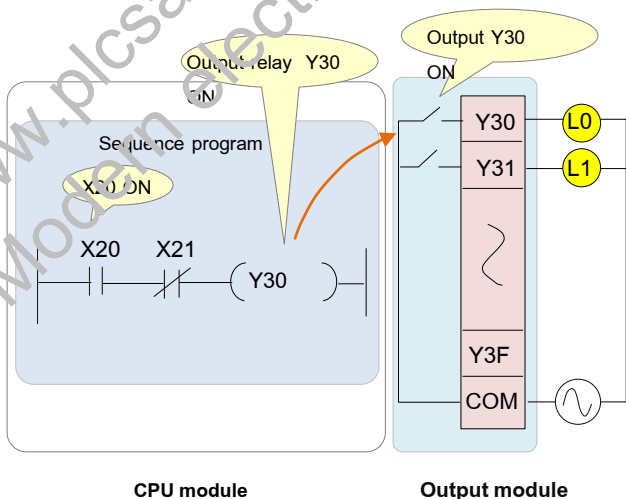 Output relay Y30
ON
Output Y30
ON
Sequence program
X20 ON
X20 X21
Y30
Y30
Y31
Y3F
COM
L0
L1
CPU module
Output module